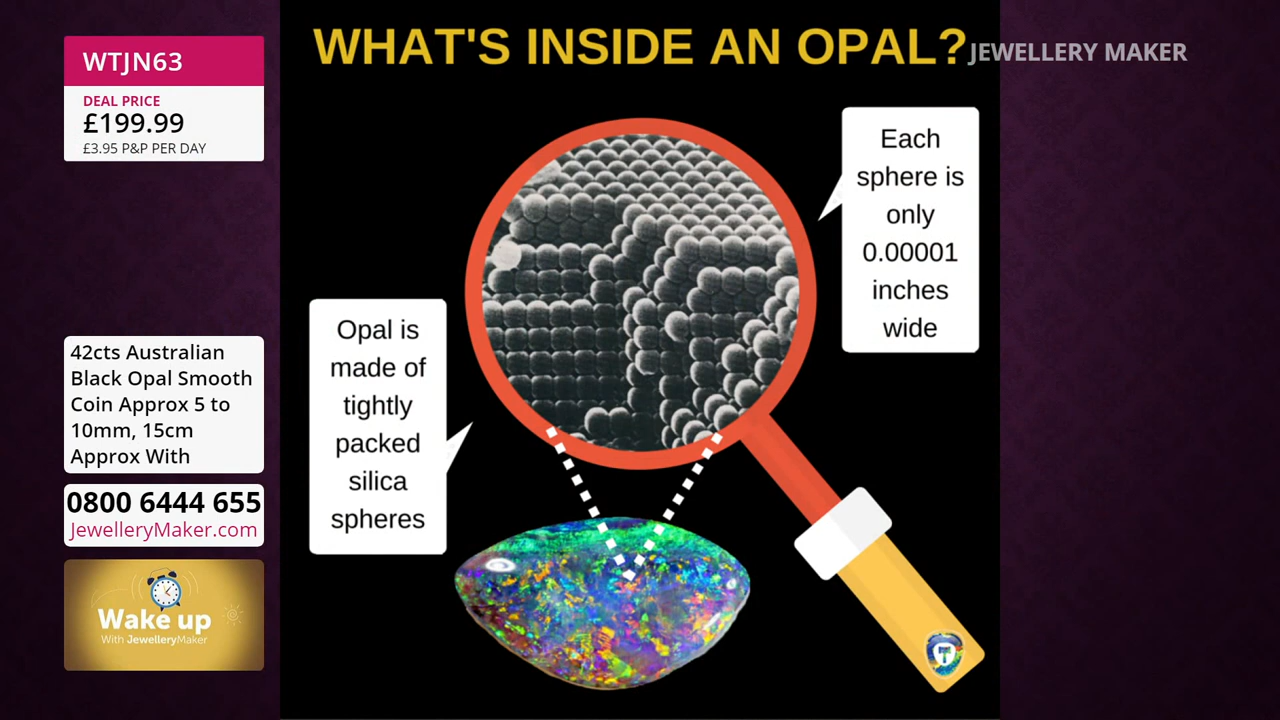 WTJN63
DEAL PRICE
£199.99
£3.95 P&P PER DAY
42cts Australian
Black Opal Smooth
Coin Approx 5 to
10mm, 15cm
Approx With
0800 6444 655
JewelleryMaker.com
Wake up
With JewelleryMaker
WHAT'S INSIDE AN OPAL?
JEWELLERY MAKER
Each
sphere is
only
0.00001
inches
wide
Opal is
made of
tightly
packed
silica
spheres
T